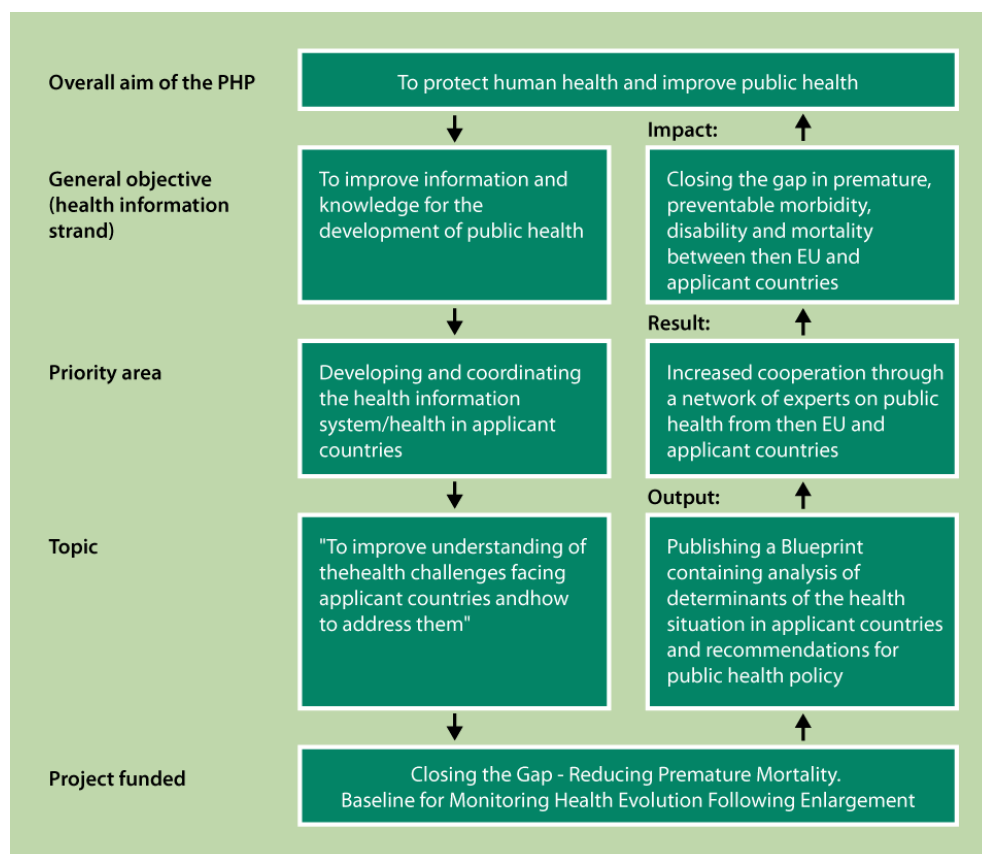 Overall aim of the PHP
To protect human health and improve public health
General objective
(health information
strand)
To improve information and
knowledge for the
development of public health
Impact:
Closing the gap in premature,
preventable morbidity,
disability and mortality
between then EU and
applicant countries
Priority area
Developing and coordinating
the health information
system/health in applicant
countries
Result:
Increased cooperation through
a network of experts on public
health from then EU and
applicant countries
Topic
"To improve understanding of
thehealth challenges facing
applicant countries andhow
to address them"
Output:
Publishing a Blueprint
containing analysis of
determinants of the health
situation in applicant countries
and recommendations for
public health policy
Project funded
Closing the Gap - Reducing Premature Mortality.
Baseline for Monitoring Health Evolution Following Enlargement